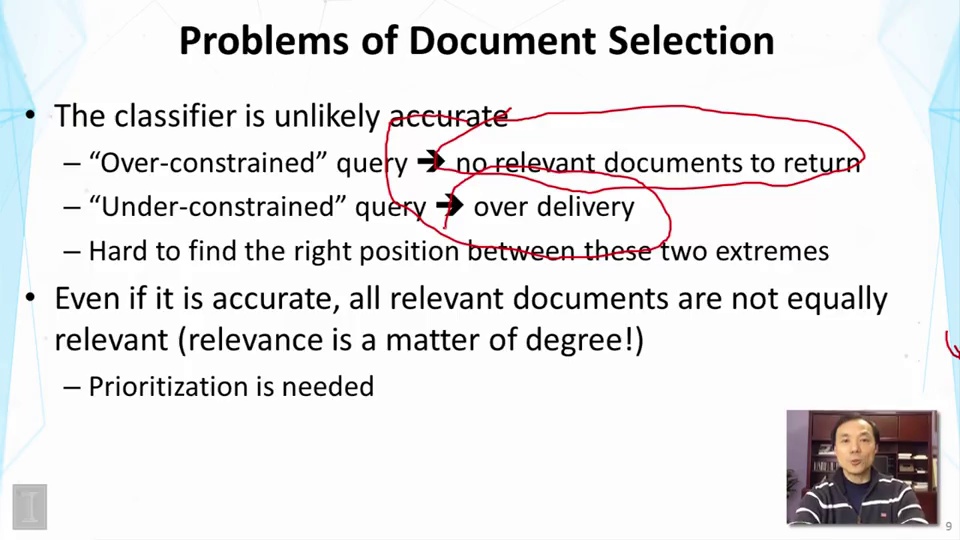 Problems of Document Selection
• The classifier is unlikely accurate
– “Over-constrained” query ➔ no relevant documents to return
– “Under-constrained” query ➔ over delivery
– Hard to find the right position between these two extremes
• Even if it is accurate, all relevant documents are not equally
relevant (relevance is a matter of degree!)
– Prioritization is needed
I
9